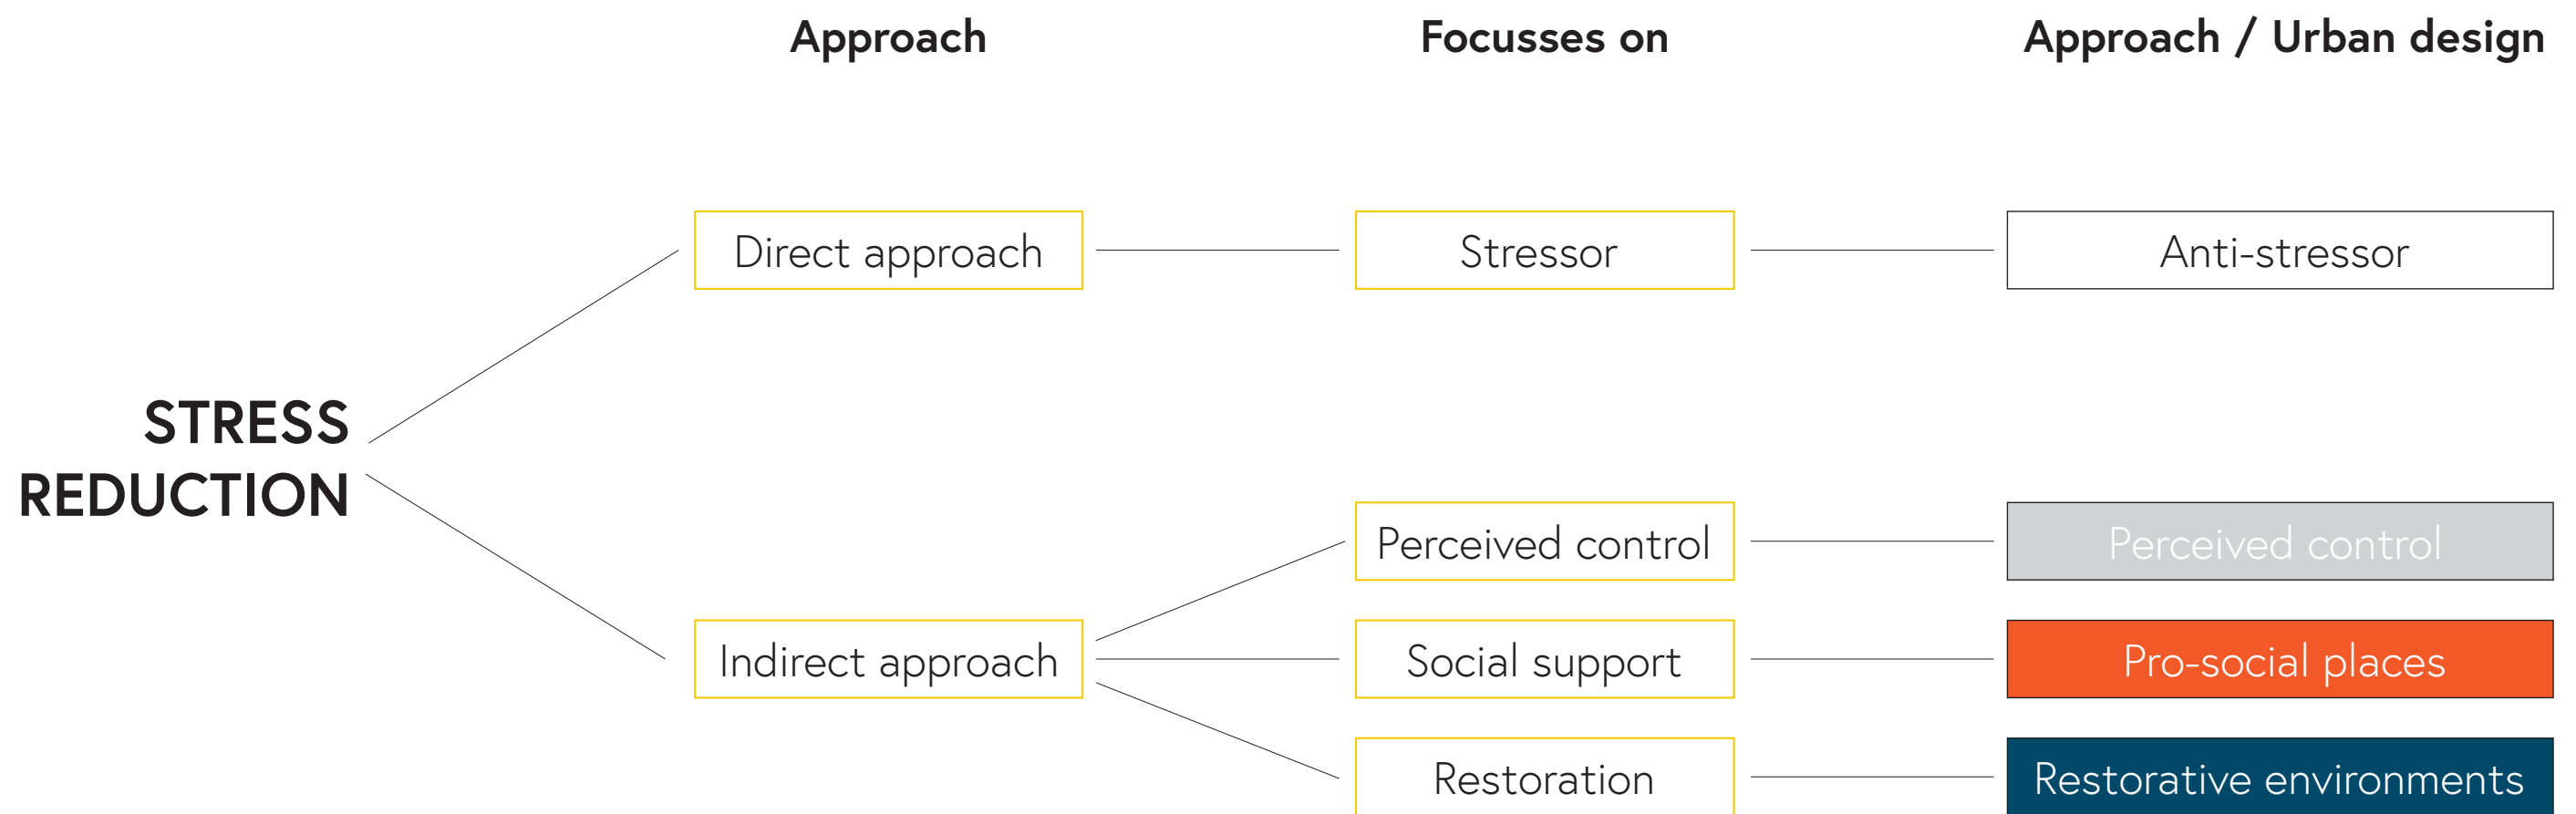 Approach
Focusses on
Approach / Urban design
Direct approach
Stressor
Anti-stressor
STRESS
REDUCTION
Perceived control
Perceived control
Indirect approach
Social support
Pro-social places
Restoration
Restorative environments